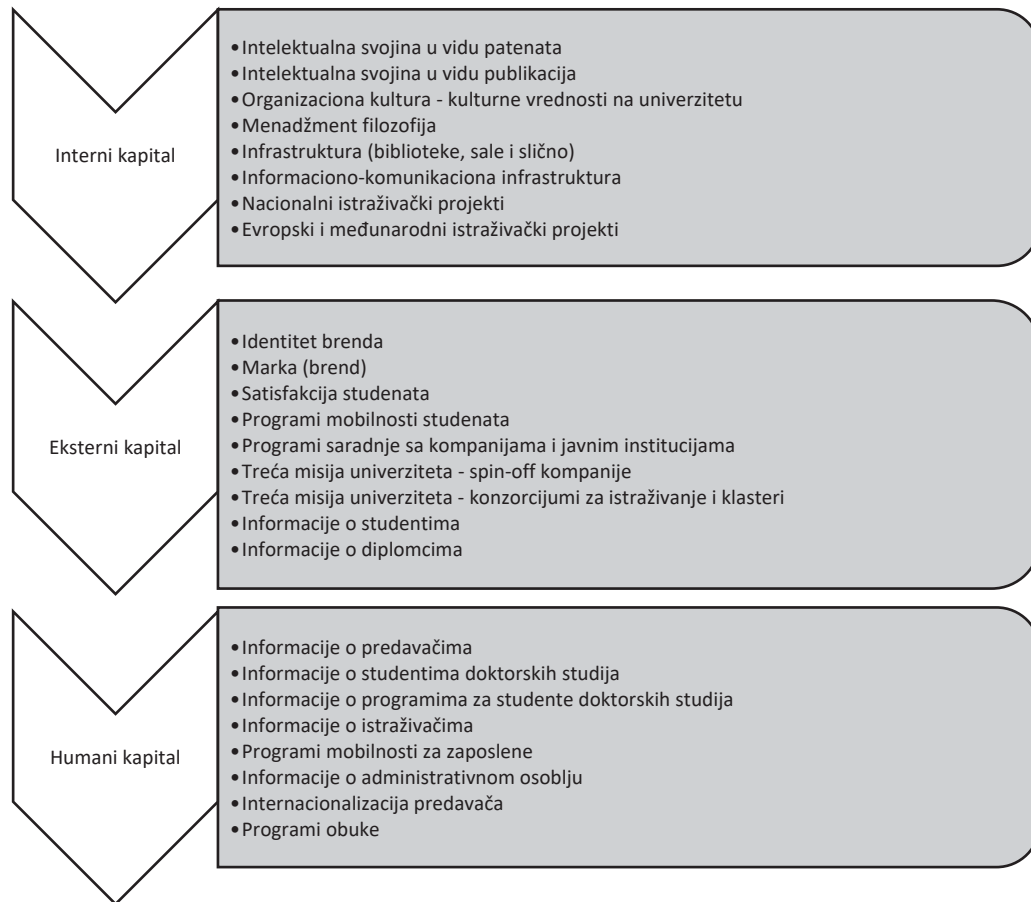 Interni kapital
•Intelektualna svojina u vidu patenata
•Intelektualna svojina u vidu publikacija
•Organizaciona kultura - kulturne vrednosti na univerzitetu
•Menadžment filozofija
•Infrastruktura (biblioteke, sale i slično)
•Informaciono-komunikaciona infrastruktura
•Nacionalni istraživački projekti
•Evropski i međunarodni istraživački projekti
Eksterni kapital
•Identitet brenda
•Marka (brend)
•Satisfakcija studenata
•Programi mobilnosti studenata
•Programi saradnje sa kompanijama i javnim institucijama
•Treća misija univerziteta - spin-off kompanije
•Treća misija univerziteta - konzorcijumi za istraživanje i klasteri
•Informacije o studentima
•Informacije o diplomcima
Humani kapital
•Informacije o predavačima
•Informacije o studentima doktorskih studija
•Informacije o programima za studente doktorskih studija
•Informacije o istraživačima
•Programi mobilnosti za zaposlene
•Informacije o administrativnom osoblju
•Internacionalizacija predavača
•Programi obuke